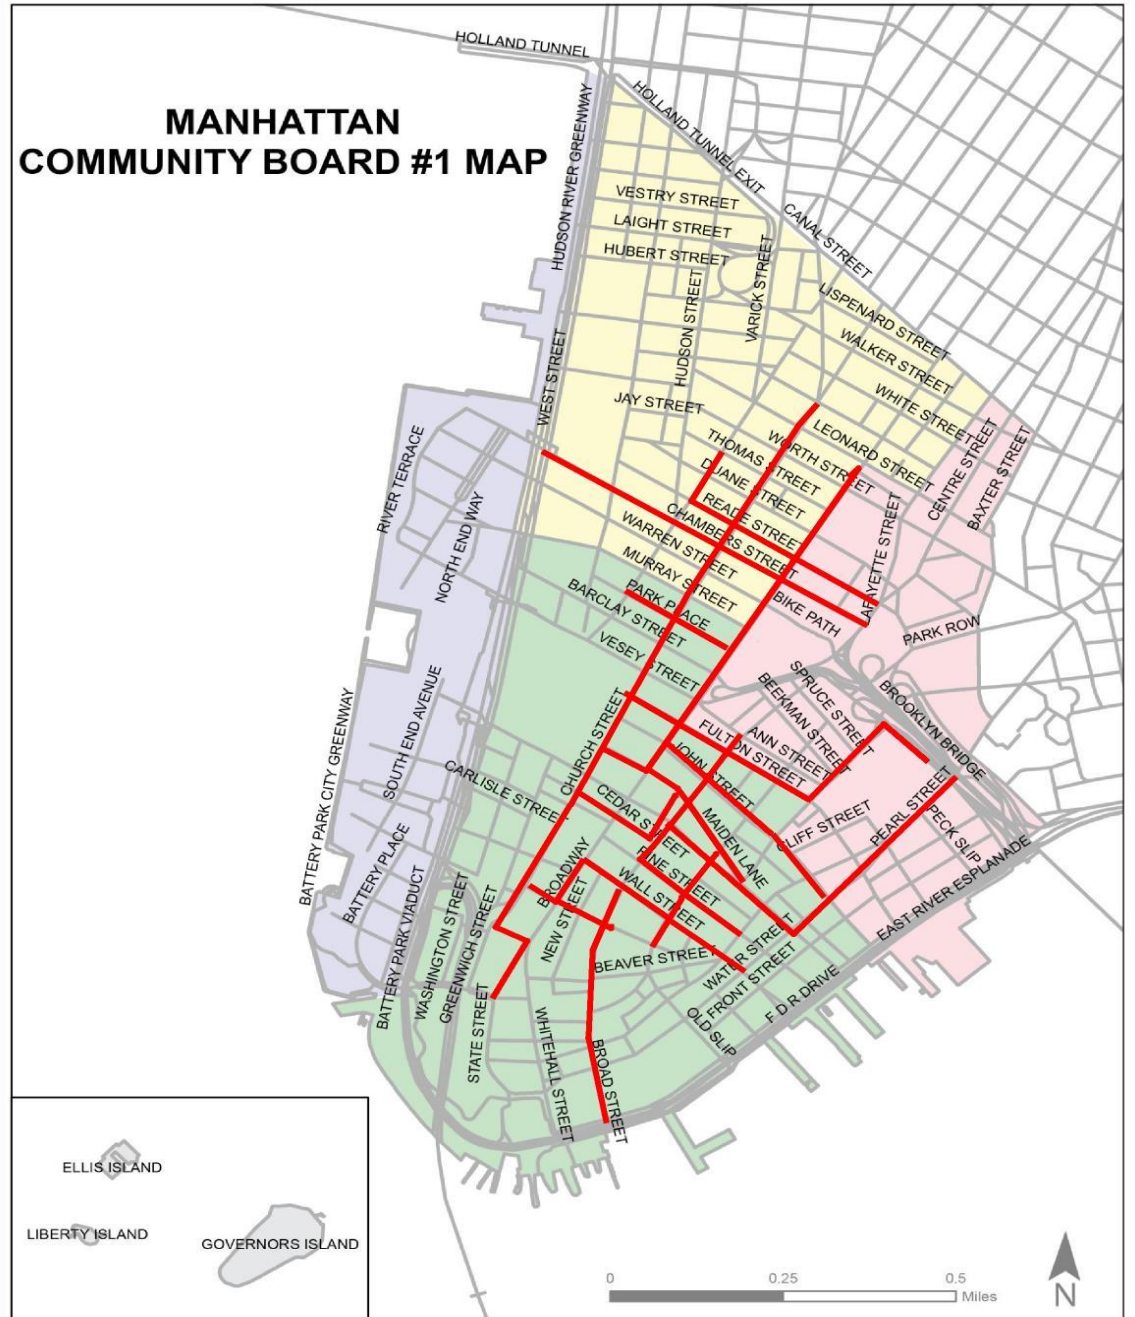 HOLLAND TUNNEL
MANHATTAN
COMMUNITY BOARD #1 MAP
HUDSON RIVER GREENWAY
HOLLAND TUNNEL EXIT
VESTRY STREET
CANAL STREET
LAIGHT STREET
HUBERT STREET
VARICK STREET
HUDSON STREET
LISPENARD STREET
WALKER STREET
WEST STREET
WHITE STREET
JAY STREET
LEONARD STREET
CENTRE STREET
BAXTER STREET
RIVER TERRACE
THOMAS STREET
WORTH STREET
DUANE STREET
READE STREET
CHAMBERS STREET
LAFAYETTE STREET
NORTH END WAY
WARREN STREET
MURRAY STREET
BARCLAY STREET
PARK PLACE
BIKE PATH
PARK ROW
VESEY STREET
SPRUCE STREET
BEEKMAN STREET
BROOKLYN BRIDGE
SOUTH END AVENUE
BATTERY PARK CITY GREENWAY
CHURCH STREET
FULTON STREET
ANN STREET
JOHN STREET
CARLISLE STREET
CEDAR STREET
MAIDEN LANE
CLIFF STREET
PEARL STREET
PECK SLIP
BATTERY PLACE
BROADWAY
PINE STREET
WALL STREET
EAST RIVER ESPLANADE
BATTERY PARK VIADUCT
WASHINGTON STREET
GREENWICH STREET
NEW STREET
BEAVER STREET
WATER STREET
FRONT STREET
OLD SLIP
F D R DRIVE
STATE STREET
WHITEHALL STREET
BROAD STREET
ELLIS ISLAND
LIBERTY ISLAND
GOVERNORS ISLAND
0 0.25 0.5
Miles
N